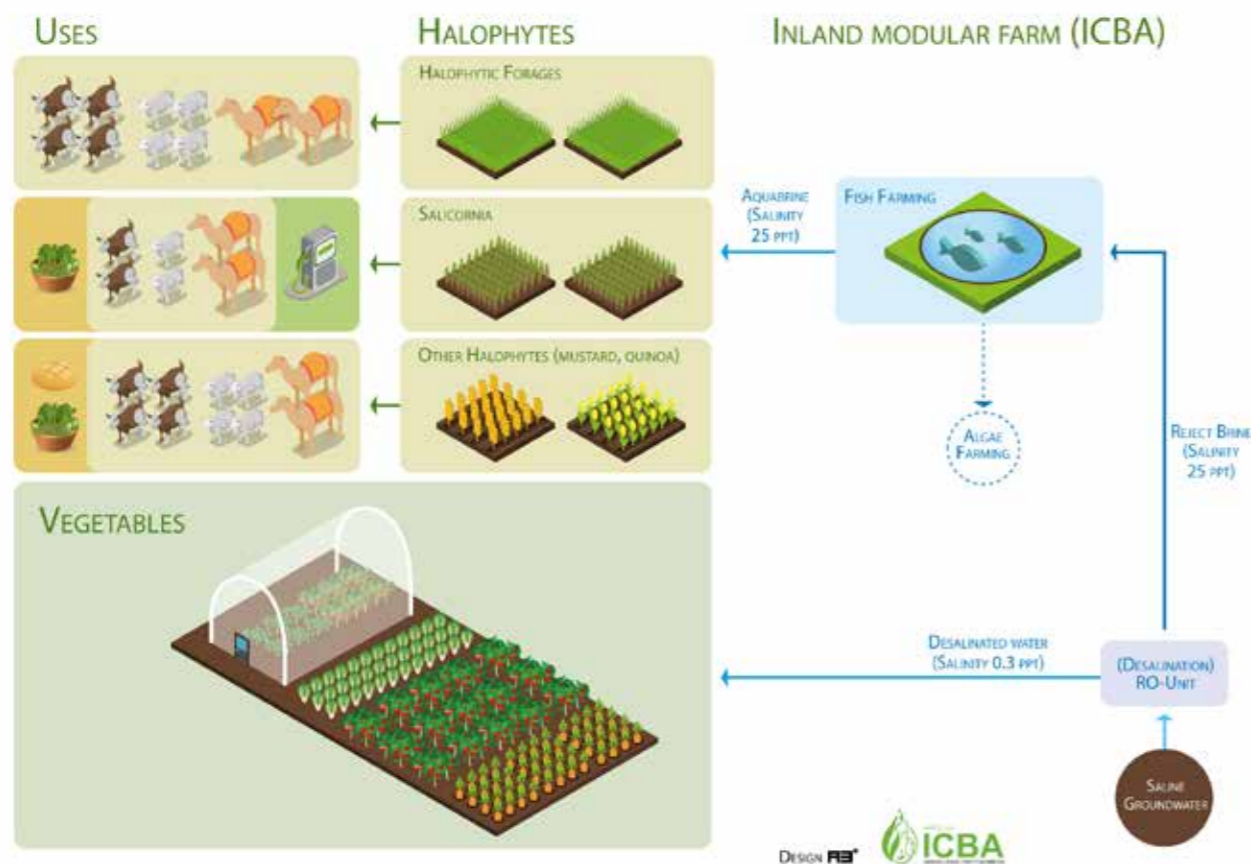 USES
HALOPHYTES
INLAND MODULAR FARM (ICBA)
HALOPHYTIC FORAGES
SALICORNIA
OTHER HALOPHYTES (MUSTARD, QUINOA)
AQUABRINE
(SALINITY
25 PPT)
FISH FARMING
ALGAE
FARMING
REJECT BRINE
(SALINITY
25 PPT)
VEGETABLES
DESALINATED WATER
(SALINITY 0.3 PPT)
(DESALINATION)
RO-UNIT
SALINE
GROUNDWATER
DESIGN
ICBA